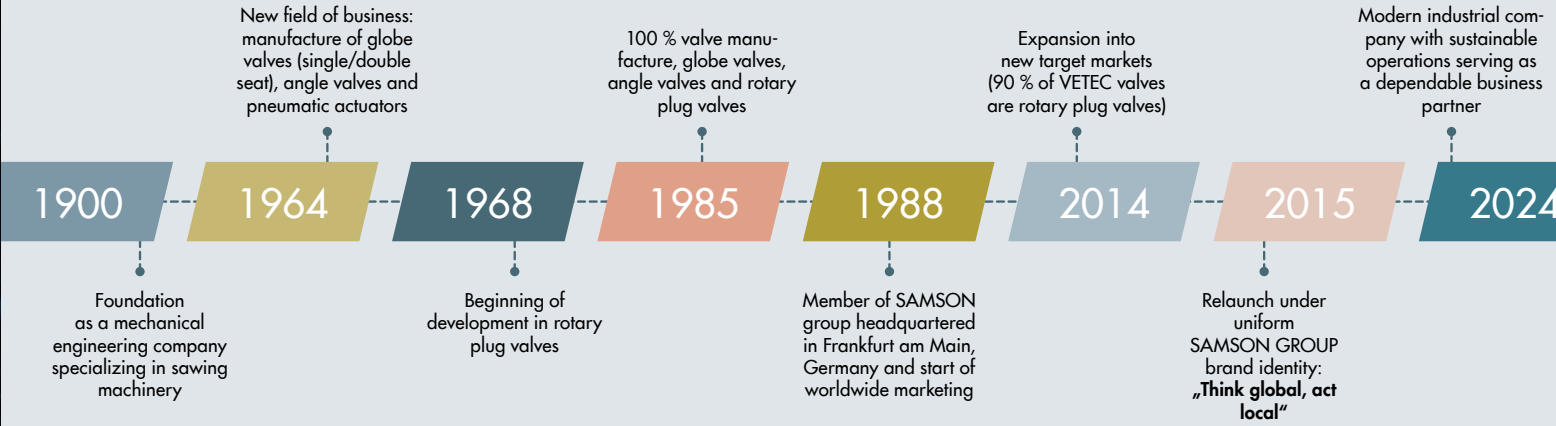 New field of business:
manufacture of globe
valves (single/double
seat), angle valves and
pneumatic actuators
100 % valve manu-
facture, globe valves,
angle valves and rotary
plug valves
Expansion into
new target markets
(90 % of VETEC valves
are rotary plug valves)
Modern industrial com-
pany with sustainable
operations serving as
a dependable business
partner
1900
1964
1968
1985
1988
2014
2015
2024
Foundation
as a mechanical
engineering company
specializing in sawing
machinery
Beginning of
development in rotary
plug valves
Member of SAMSON
group headquartered
in Frankfurt am Main,
Germany and start of
worldwide marketing
Relaunch under
uniform
SAMSON GROUP
brand identity:
„Think global, act
local“